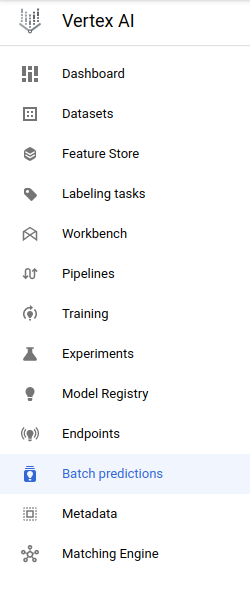 Vertex AI
Dashboard
Datasets
Feature Store
Labeling tasks
Workbench
Pipelines
Training
Experiments
Model Registry
Endpoints
Batch predictions
Metadata
Matching Engine